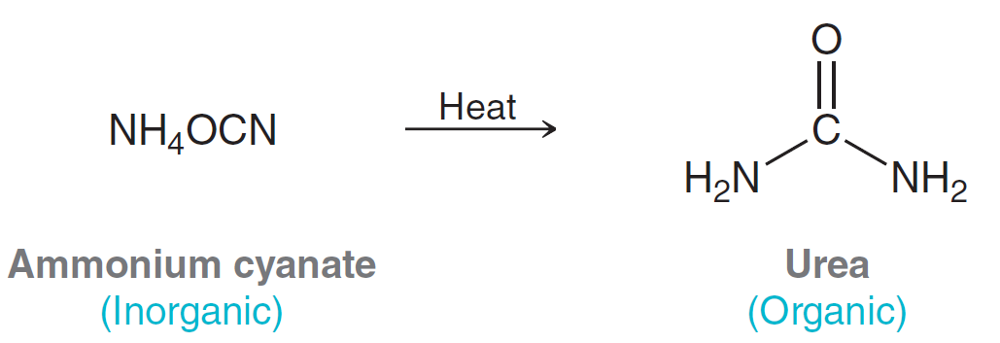 O
Heat
NH₄OCN
C
H₂N
NH₂
Ammonium cyanate
Urea
(Inorganic)
(Organic)